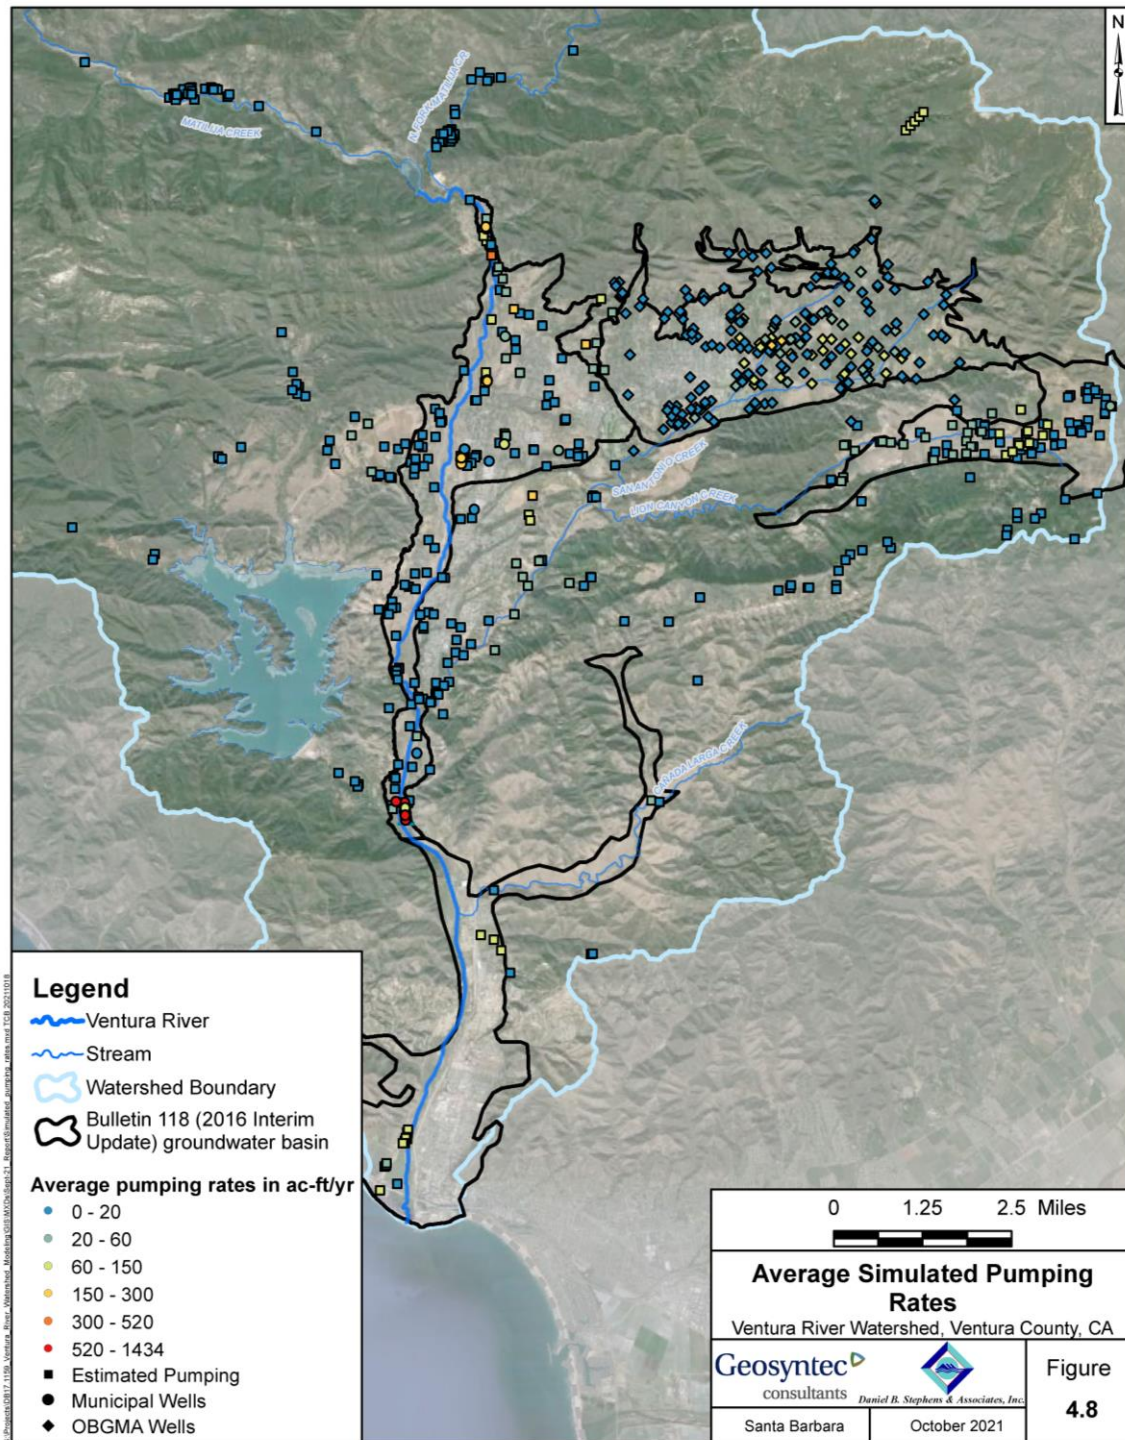 N
MATILIJA CREEK
N. FORK MATILIJA CR
SAN ANTONIO CREEK
LION CANYON CREEK
CANADA LARGA CREEK
Legend
Ventura River
Stream
Watershed Boundary
Bulletin 118 (2016 Interim
Update) groundwater basin
Average pumping rates in ac-ft/yr
0 - 20
20 - 60
60 - 150
150 - 300
300 - 520
520 - 1434
Estimated Pumping
Municipal Wells
OBGMA Wells
0 1.25 2.5 Miles
Average Simulated Pumping
Rates
Ventura River Watershed, Ventura County, CA
Geosyntec
consultants
Daniel B. Stephens & Associates, Inc.
Santa Barbara
October 2021
Figure
4.8